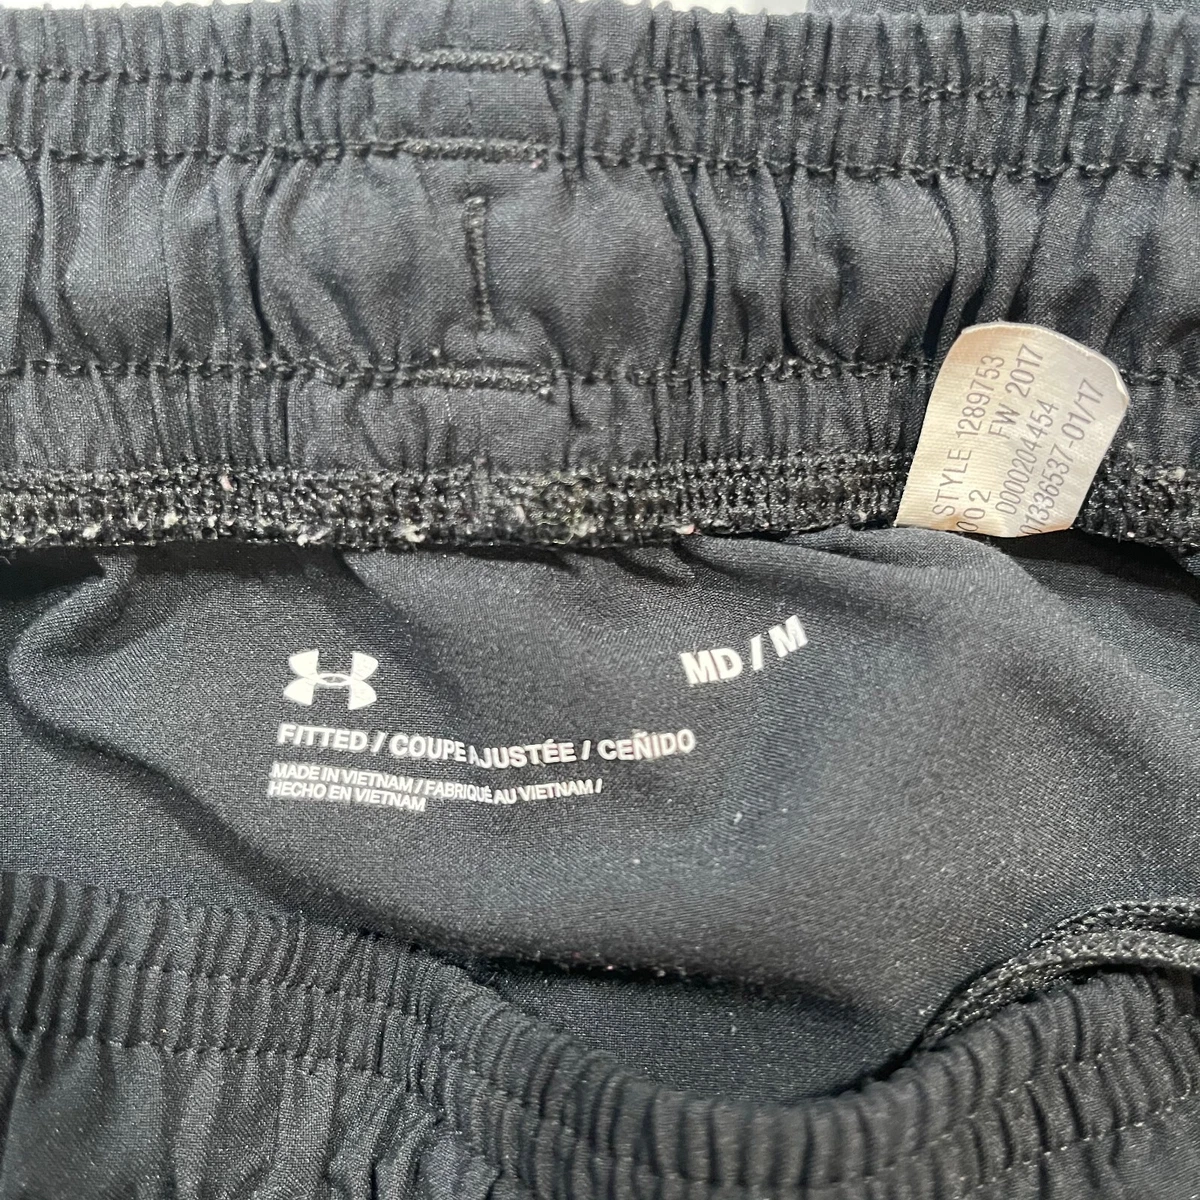 STYLE 1289753
002 FW 2017
0000204454
01336537-01/17
MD / M
FITTED / COUPE AJUSTÉE / CEÑIDO
MADE IN VIETNAM / FABRIQUÉ AU VIETNAM /
HECHO EN VIETNAM